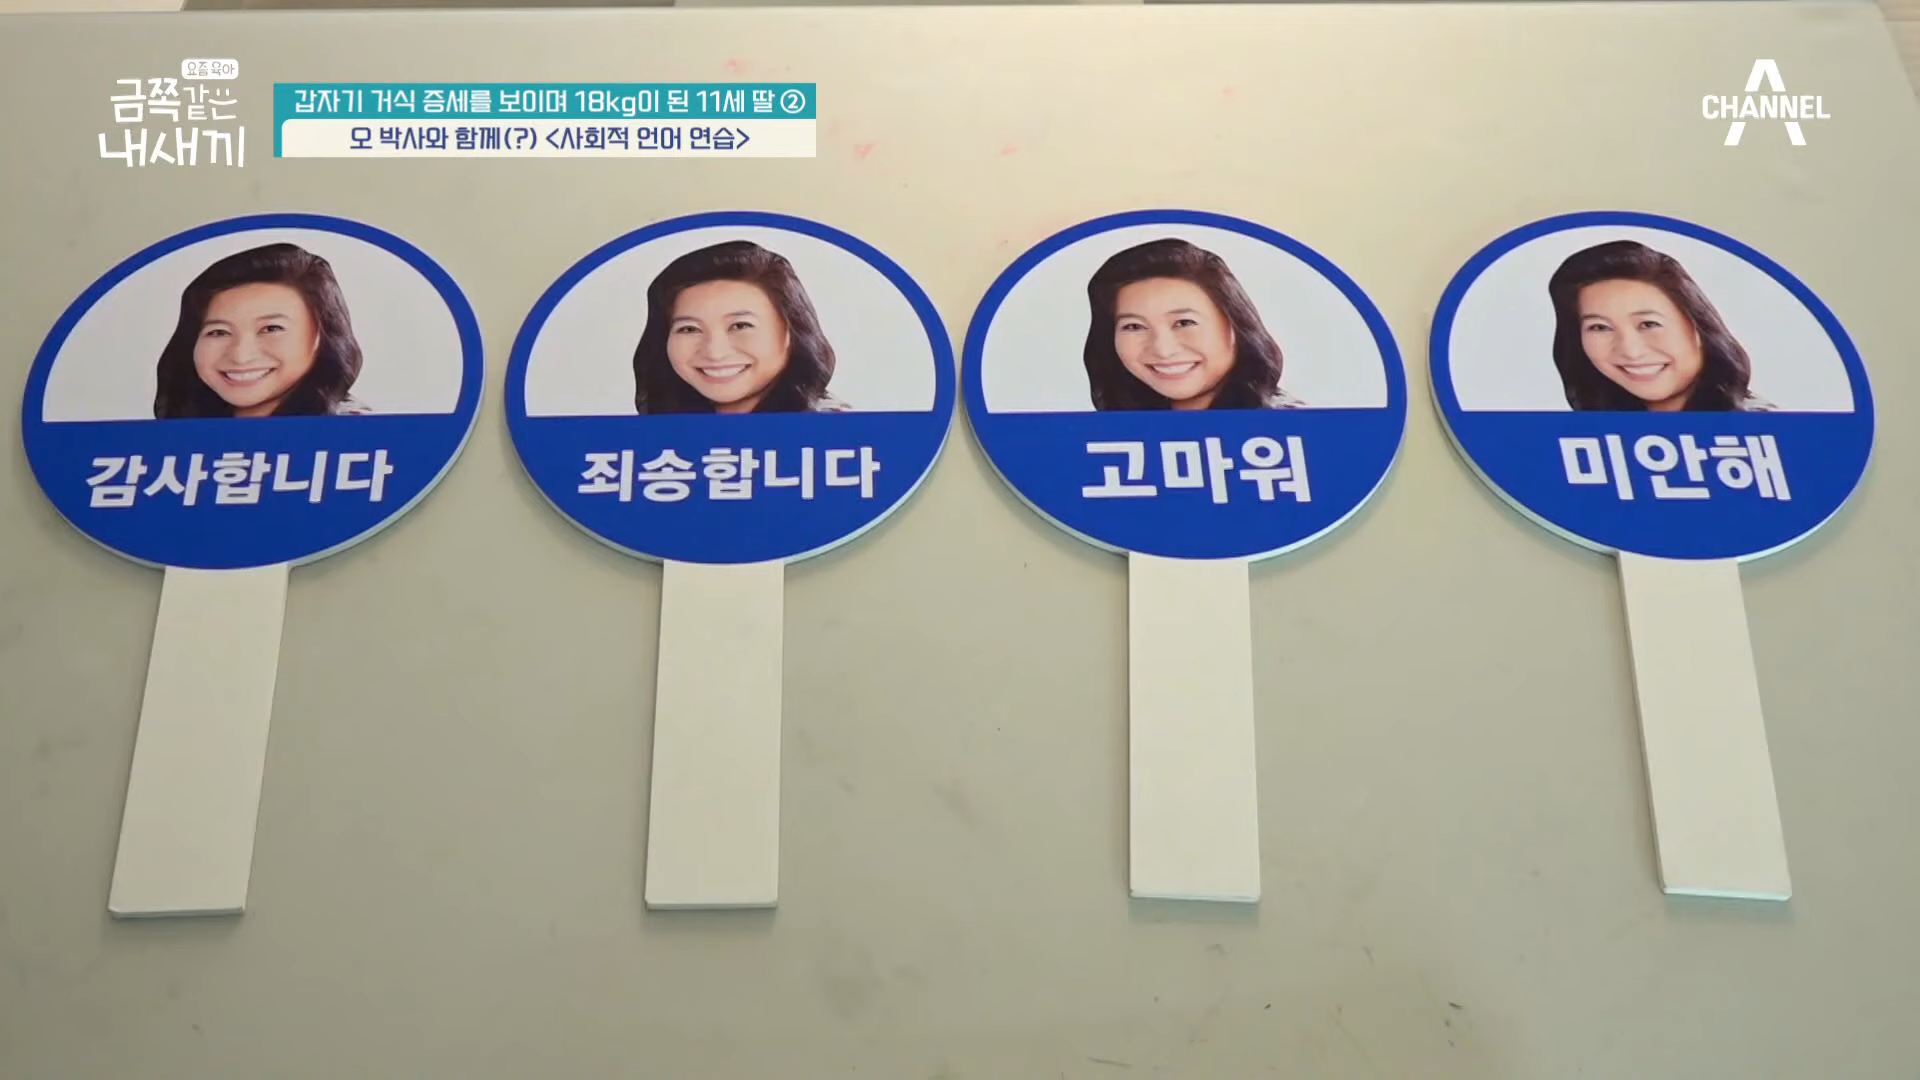 요즘 육아
금쪽같은
내새끼
갑자기 거식 증세를 보이며 18kg이 된 11세 딸 ②
오 박사와 함께(?) <사회적 언어 연습>
CHANNEL A
감사합니다
죄송합니다
고마워
미안해